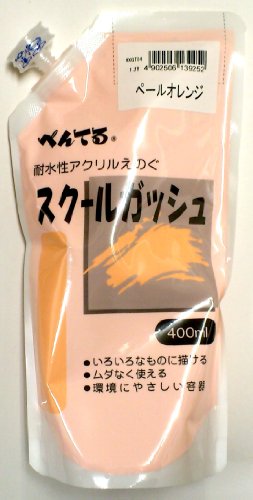 WXGT04
1JY 4902506139252
ペールオレンジ
ぺんてる®
耐水性アクリルえのぐ
スクールガッシュ
400ml
●いろいろなものに描ける
●ムダなく使える
●環境にやさしい容器